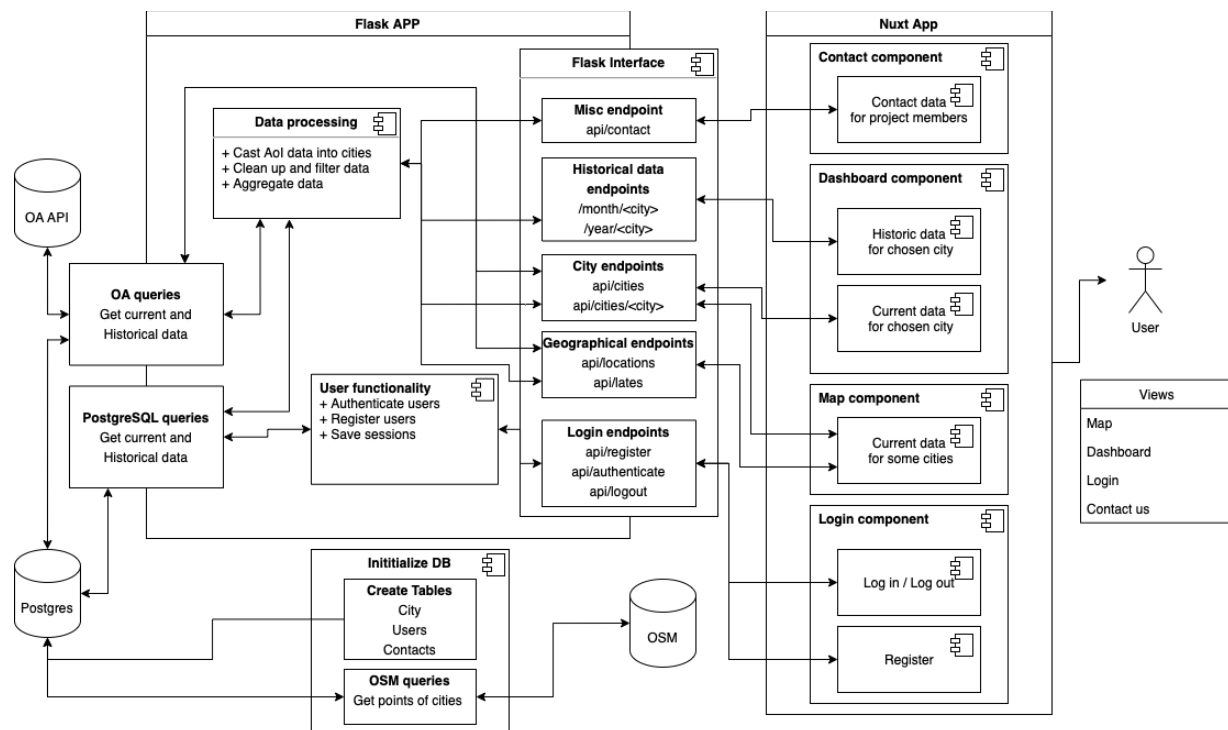 Flask APP
Nuxt App
Flask Interface
Contact component
Misc endpoint
api/contact
Contact data
for project members
Data processing
+ Cast AoI data into cities
+ Clean up and filter data
+ Aggregate data
Historical data
endpoints
/month/<city>
/year/<city>
Dashboard component
Historic data
for chosen city
OA API
City endpoints
api/cities
api/cities/<city>
Current data
for chosen city
OA queries
Get current and
Historical data
Geographical endpoints
api/locations
api/lates
User
User functionality
+ Authenticate users
+ Register users
+ Save sessions
PostgreSQL queries
Get current and
Historical data
Map component
Current data
for some cities
Views
Map
Dashboard
Login
Contact us
Login endpoints
api/register
api/authenticate
api/logout
Login component
Log in / Log out
Register
Postgres
Inititialize DB
Create Tables
City
Users
Contacts
OSM queries
Get points of cities
OSM